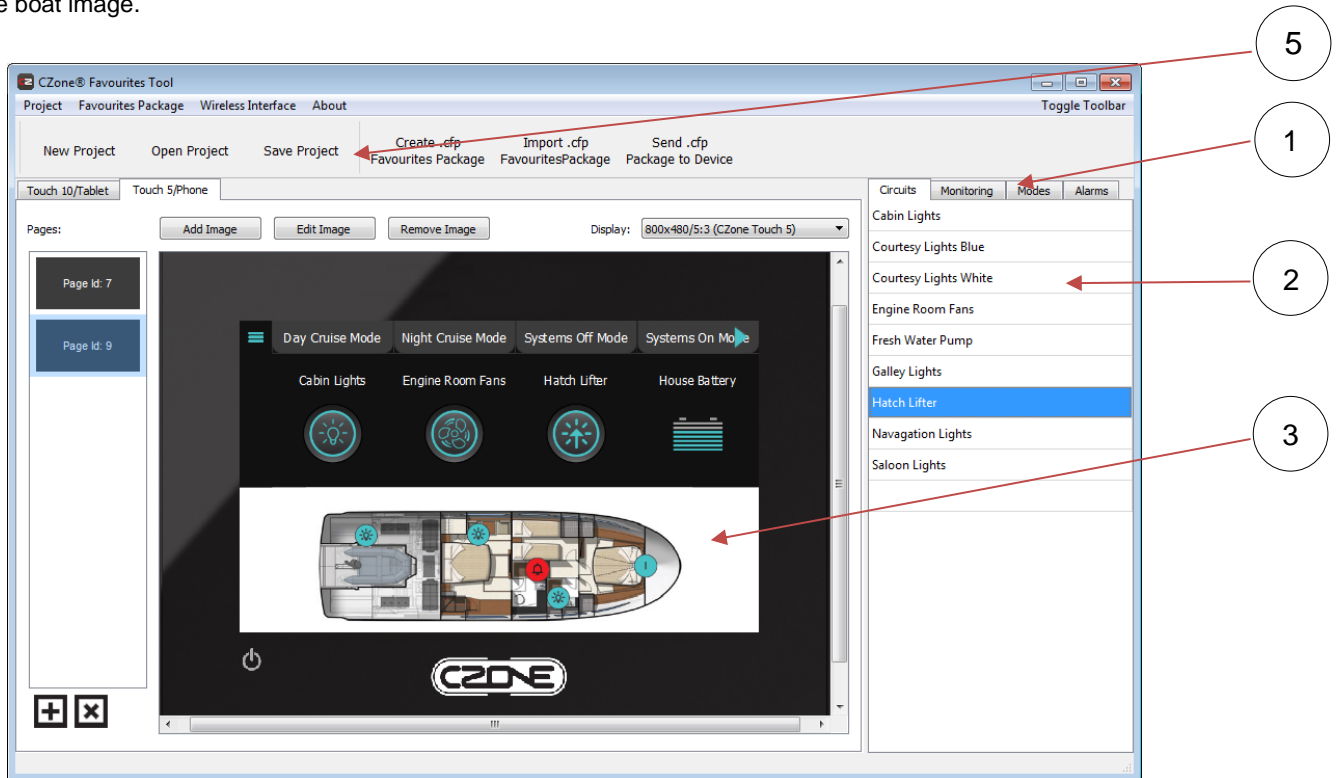 e boat image.
5
CZone® Favourites Tool
Project Favourites Package Wireless Interface About Toggle Toolbar
1
New Project Open Project Save Project
Create .cfp
Favourites Package
Import .cfp
FavouritesPackage
Send .cfp
Package to Device
Touch 10/Tablet Touch 5/Phone
Circuits Monitoring Modes Alarms
Pages: Add Image Edit Image Remove Image Display: 800x480/5:3 (CZone Touch 5)
Page Id: 7
Page Id: 9
Day Cruise Mode Night Cruise Mode Systems Off Mode Systems On Mode
Cabin Lights Engine Room Fans Hatch Lifter House Battery
CZONE
Cabin Lights
Courtesy Lights Blue
Courtesy Lights White
Engine Room Fans
Fresh Water Pump
Galley Lights
Hatch Lifter
Navagation Lights
Saloon Lights
2
3